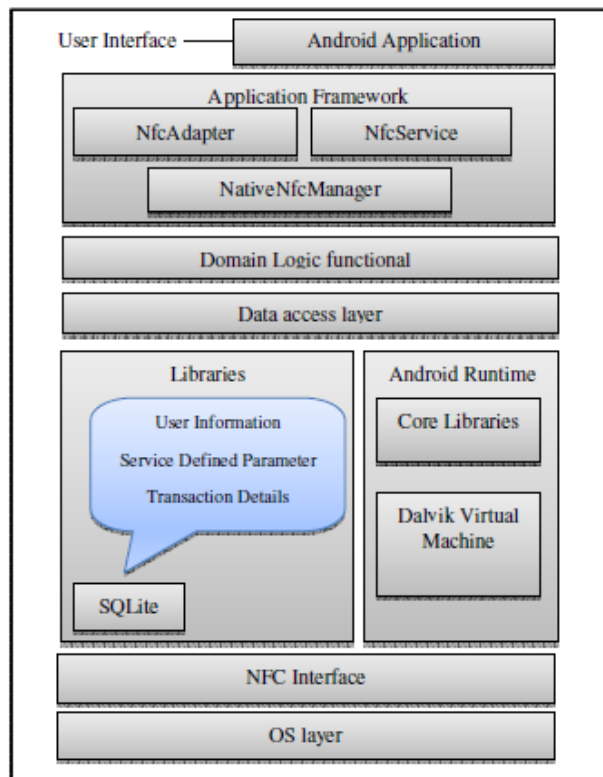 User Interface
Android Application
Application Framework
NfcAdapter
NfcService
NativeNfcManager
Domain Logic functional
Data access layer
Libraries
User Information
Service Defined Parameter
Transaction Details
SQLite
Android Runtime
Core Libraries
Dalvik Virtual
Machine
NFC Interface
OS layer